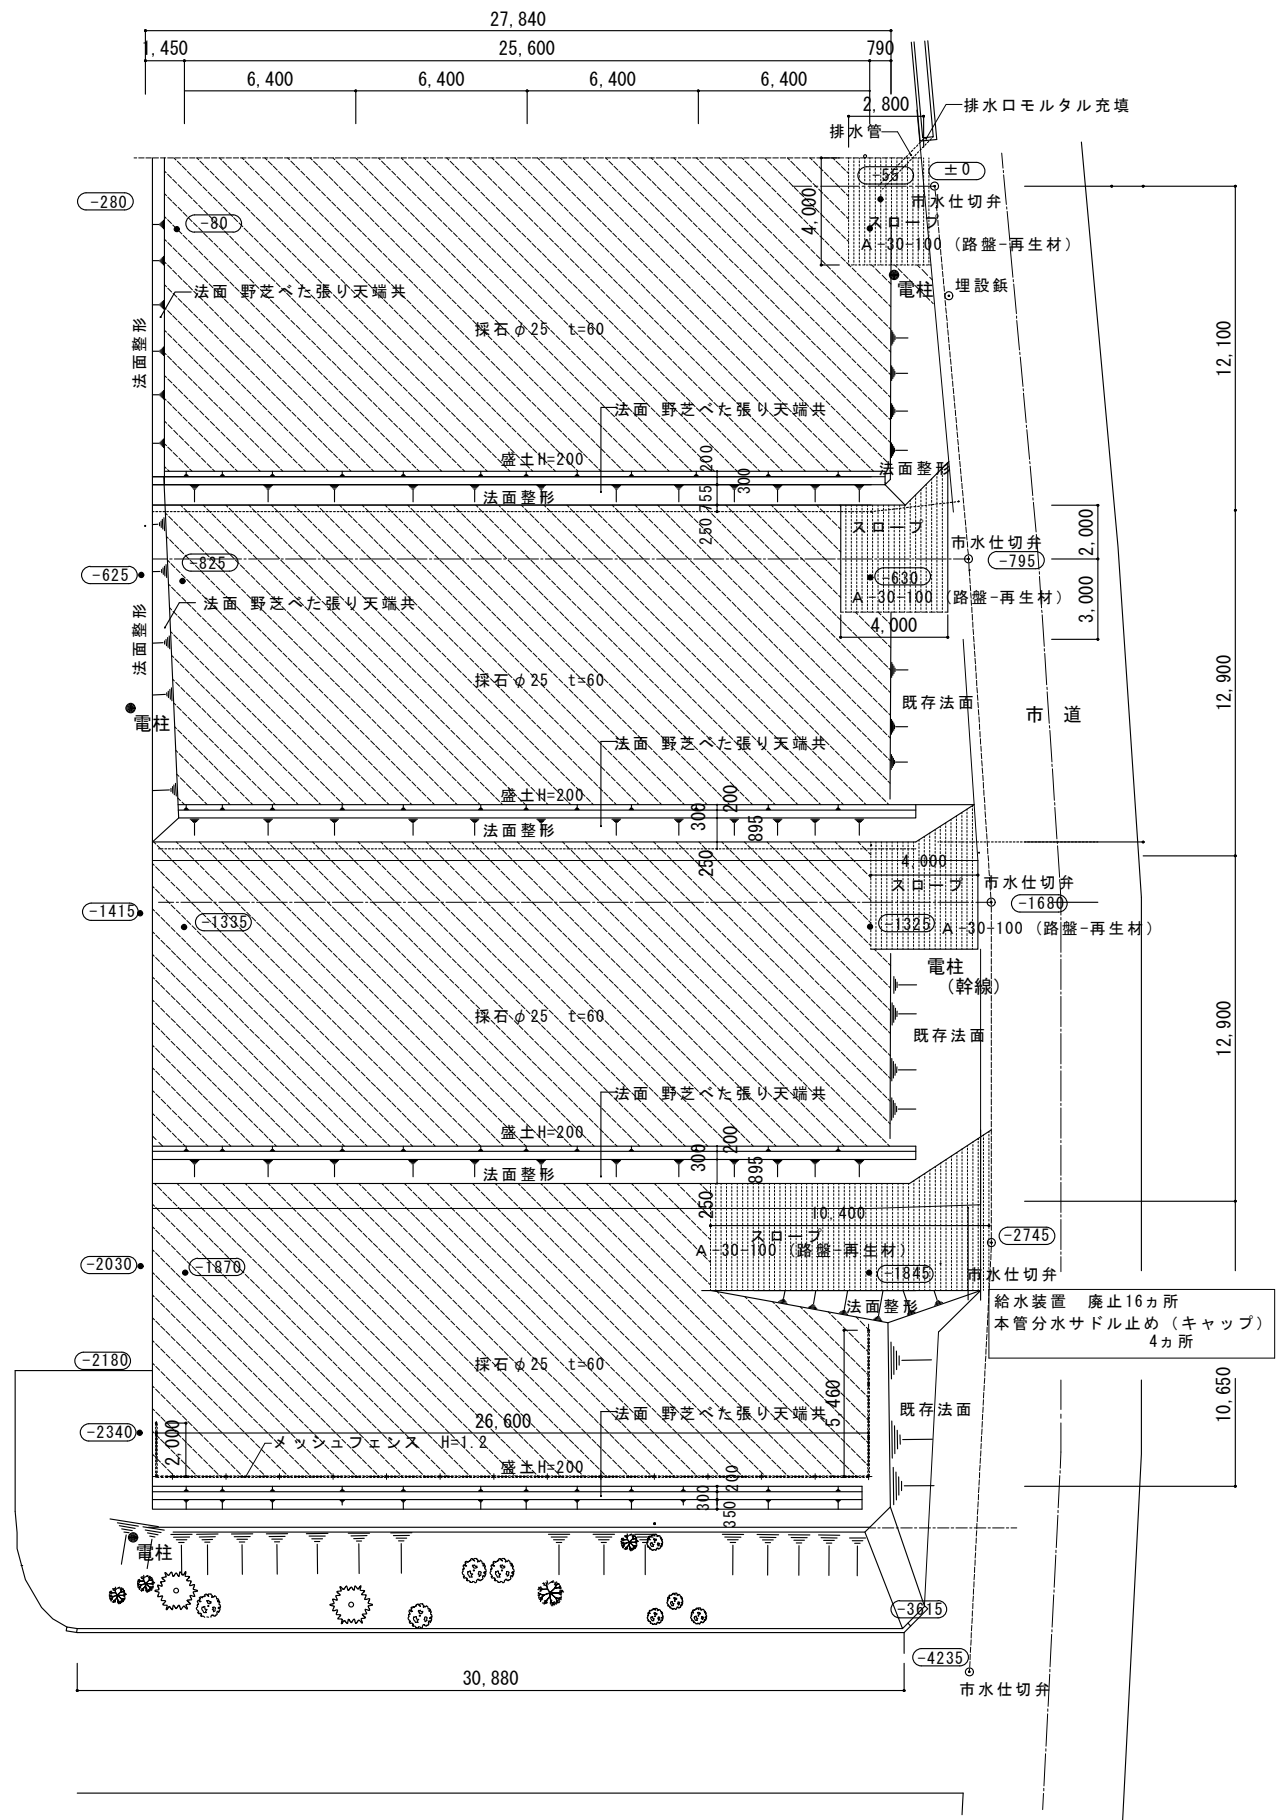 27,840
1,450
25,600
790
6,400
6,400
6,400
6,400
2,800
排水口モルタル充填
排水管
-55
±0
-280
-80
4,000
市水仕切弁
スロープ
A-30-100 (路盤-再生材)
法面 野芝べた張り天端共
電柱
埋設鋲
採石φ25 t=60
法面整形
12,100
法面 野芝べた張り天端共
盛土H=200
200
300
法面整形
法面整形
755
250
スロープ
2,000
市水仕切弁
-625
-825
-795
-630
法面 野芝べた張り天端共
A-30-100 (路盤-再生材)
3,000
4,000
法面整形
採石φ25 t=60
12,900
既存法面
市 道
電柱
法面 野芝べた張り天端共
盛土H=200
200
300
法面整形
895
250
4,000
スロープ
市水仕切弁
-1680
-1415
-1335
-1325
A-30-100 (路盤-再生材)
電柱
(幹線)
採石φ25 t=60
既存法面
12,900
法面 野芝べた張り天端共
盛土H=200
200
300
法面整形
895
250
10,400
スロープ
A-30-100 (路盤-再生材)
-2745
-2030
-1870
-1845
市水仕切弁
法面整形
給水装置 廃止16ヵ所
本管分水サドル止め (キャップ)
4ヵ所
-2180
採石φ25 t=60
5,460
10,650
法面 野芝べた張り天端共
既存法面
26,600
-2340
2,000
メッシュフェンス H=1.2
盛土H=200
200
300
350
電柱
-3615
-4235
30,880
市水仕切弁